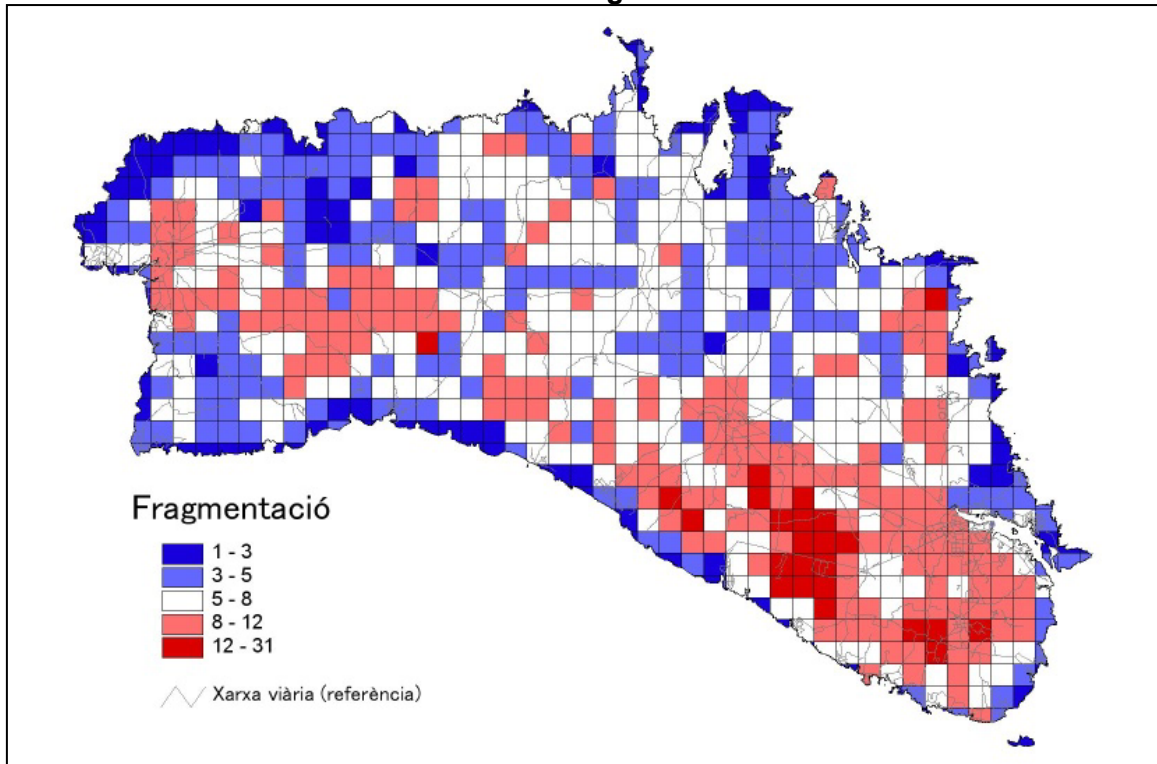 Fragmentació
1 - 3
3 - 5
5 - 8
8 - 12
12 - 31
Xarxa viària (referència)